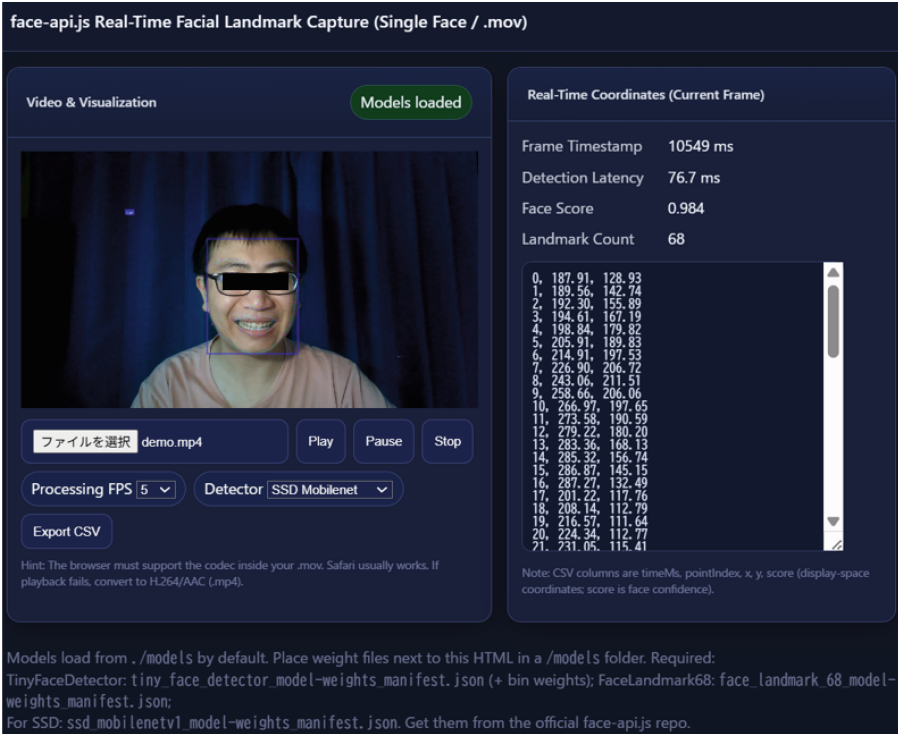 face-api.js Real-Time Facial Landmark Capture (Single Face / .mov)
Video & Visualization
Models loaded
ファイルを選択 demo.mp4
Play
Pause
Stop
Processing FPS 5
Detector SSD Mobilenet
Export CSV
Hint: The browser must support the codec inside your .mov. Safari usually works. If
playback fails, convert to H.264/AAC (.mp4).
Real-Time Coordinates (Current Frame)
Frame Timestamp 10549 ms
Detection Latency 76.7 ms
Face Score 0.984
Landmark Count 68
0, 187.91, 128.93
1, 189.56, 142.74
2, 192.30, 155.89
3, 194.61, 167.19
4, 198.84, 179.82
5, 205.91, 189.83
6, 214.91, 197.53
7, 226.90, 206.72
8, 243.06, 211.51
9, 258.66, 206.06
10, 266.97, 197.65
11, 273.58, 190.59
12, 279.22, 180.20
13, 283.36, 168.13
14, 285.32, 156.74
15, 286.87, 145.15
16, 287.27, 132.49
17, 201.22, 117.76
18, 208.14, 112.79
19, 216.57, 111.64
20, 224.34, 112.77
21, 231.05, 115.41
Note: CSV columns are timeMs, pointIndex, x, y, score (display-space
coordinates; score is face confidence).
Models load from ./models by default. Place weight files next to this HTML in a /models folder. Required:
TinyFaceDetector: tiny_face_detector_model-weights_manifest.json (+ bin weights); FaceLandmark68: face_landmark_68_model-
weights_manifest.json;
For SSD: ssd_mobilenetv1_model-weights_manifest.json. Get them from the official face-api.js repo.